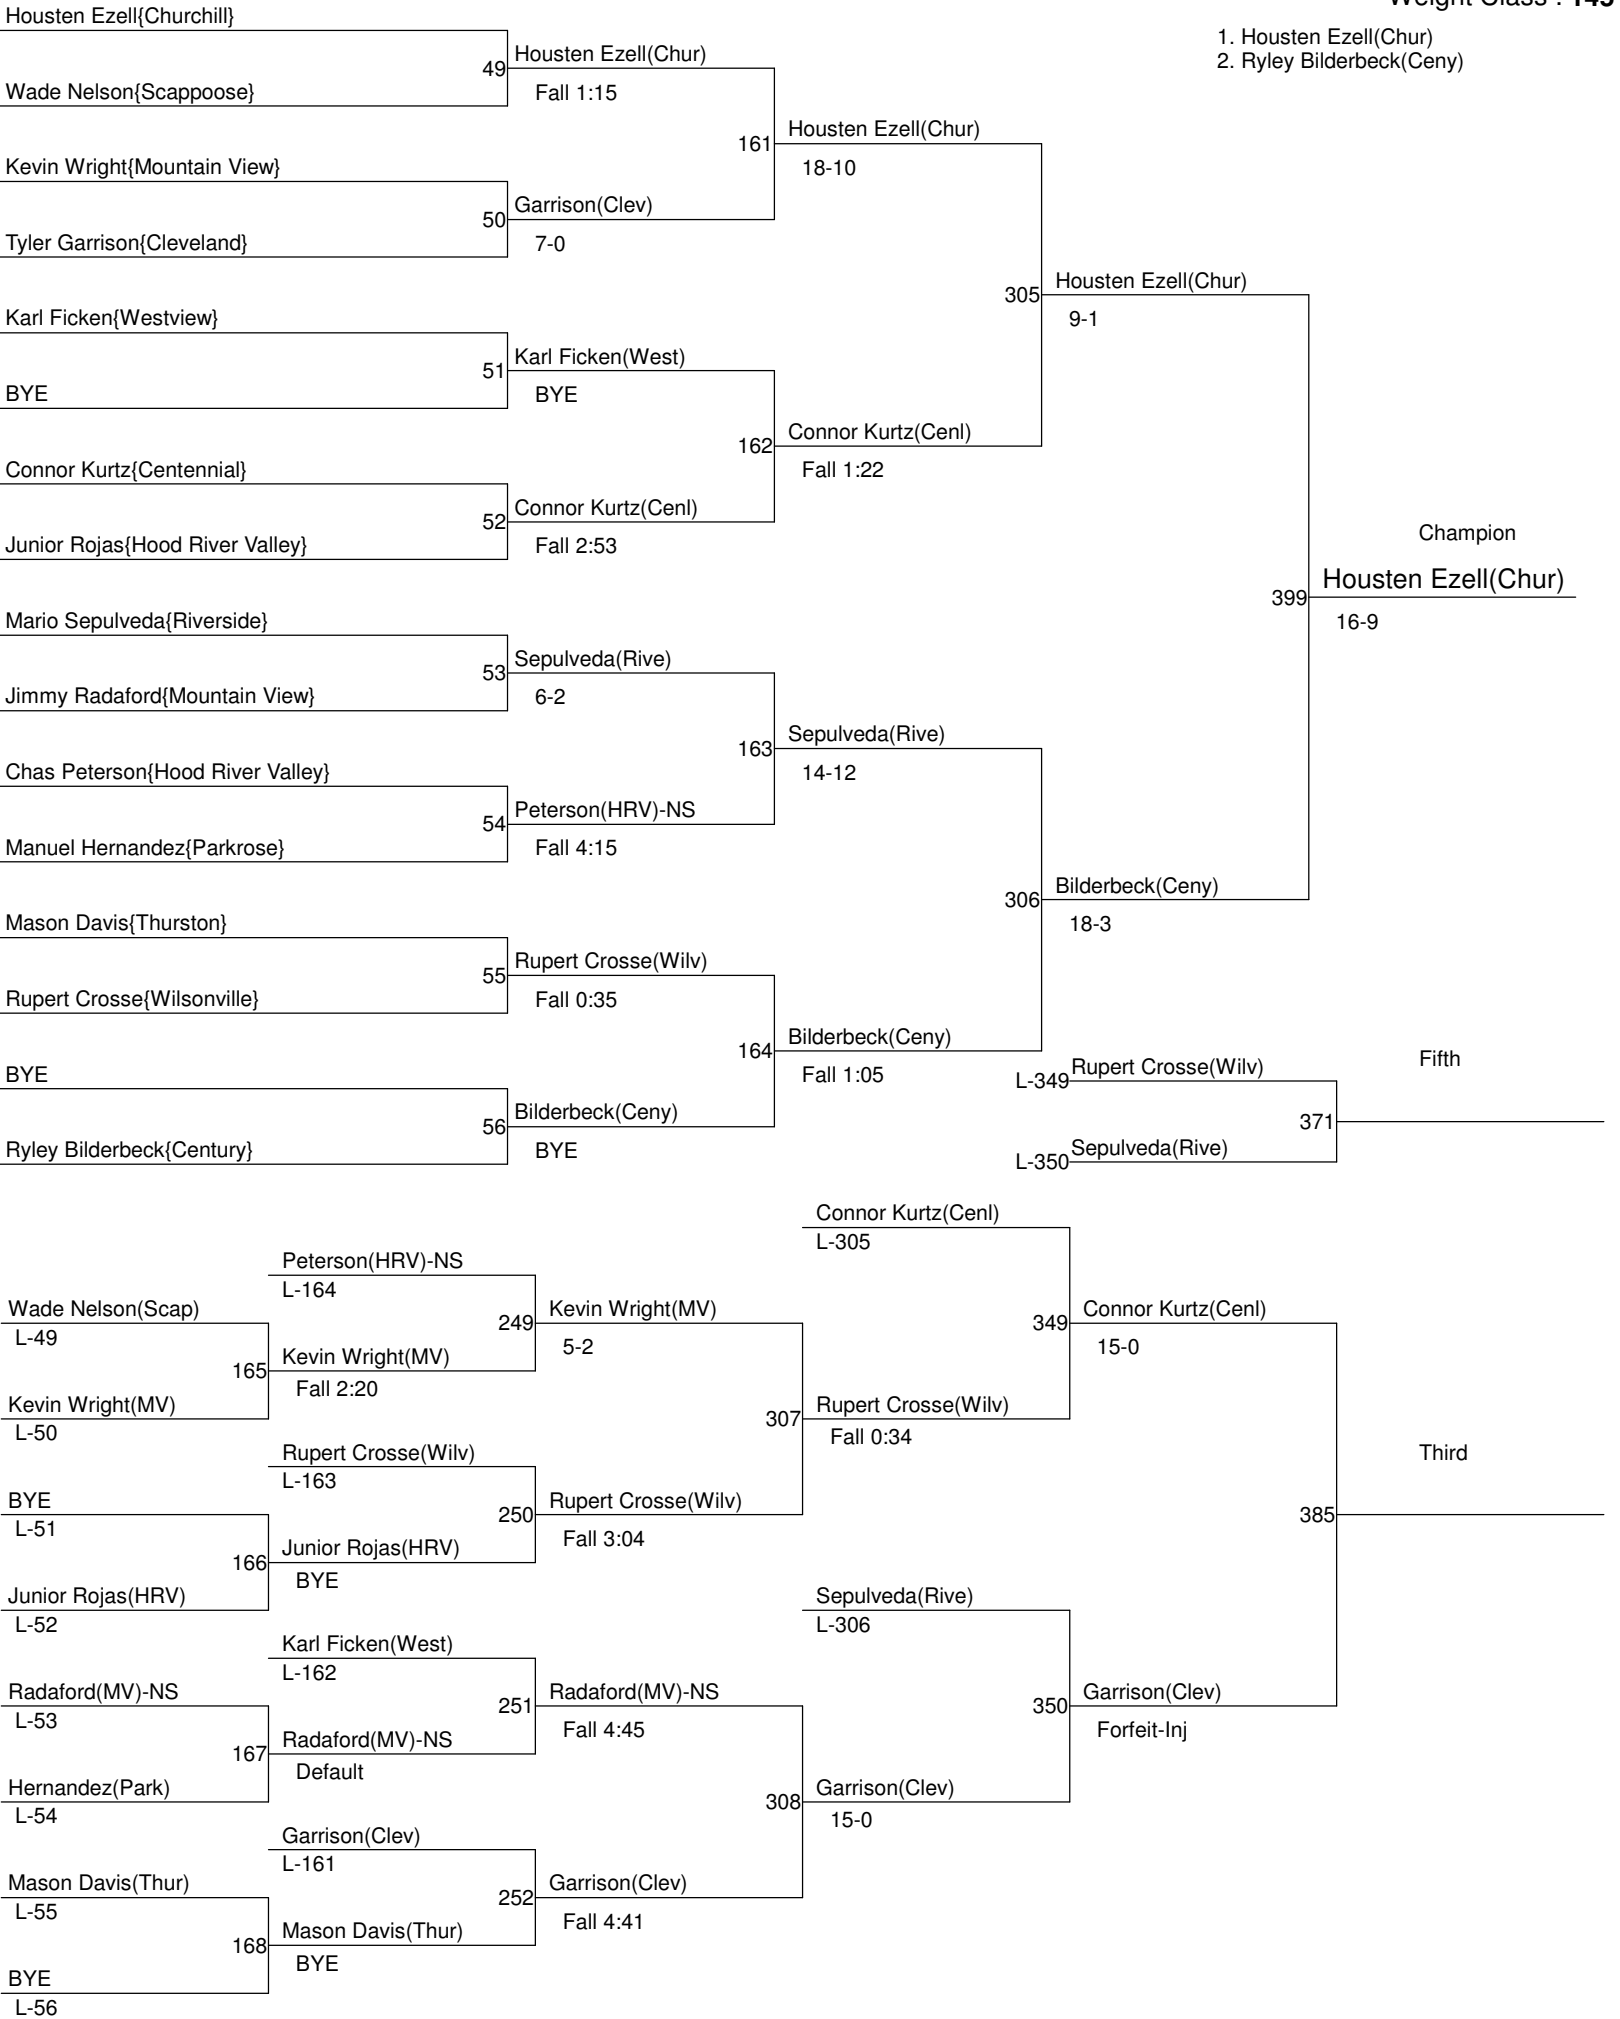 Weight Class :
1. Housten Ezell(Chur)
2. Ryley Bilderbeck(Ceny)
Housten Ezell{Churchill}
49
Housten Ezell(Chur)
Fall 1:15
Wade Nelson{Scappoose}
161
Housten Ezell(Chur)
18-10
Kevin Wright{Mountain View}
50
Garrison(Clev)
7-0
Tyler Garrison{Cleveland}
305
Housten Ezell(Chur)
9-1
Karl Ficken{Westview}
51
Karl Ficken(West)
BYE
BYE
162
Connor Kurtz(Cenl)
Fall 1:22
Connor Kurtz{Centennial}
52
Connor Kurtz(Cenl)
Fall 2:53
Junior Rojas{Hood River Valley}
Champion
399
Housten Ezell(Chur)
16-9
Mario Sepulveda{Riverside}
53
Sepulveda(Rive)
6-2
Jimmy Radaford{Mountain View}
163
Sepulveda(Rive)
14-12
Chas Peterson{Hood River Valley}
54
Peterson(HRV)-NS
Fall 4:15
Manuel Hernandez{Parkrose}
306
Bilderbeck(Ceny)
18-3
Mason Davis{Thurston}
55
Rupert Crosse(Wilv)
Fall 0:35
Rupert Crosse{Wilsonville}
164
Bilderbeck(Ceny)
Fall 1:05
BYE
56
Bilderbeck(Ceny)
BYE
Ryley Bilderbeck{Century}
L-349
Rupert Crosse(Wilv)
Fifth
371
L-350
Sepulveda(Rive)
Connor Kurtz(Cenl)
L-305
Peterson(HRV)-NS
L-164
Wade Nelson(Scap)
L-49
249
Kevin Wright(MV)
5-2
349
Connor Kurtz(Cenl)
15-0
165
Kevin Wright(MV)
Fall 2:20
Kevin Wright(MV)
L-50
307
Rupert Crosse(Wilv)
Fall 0:34
Rupert Crosse(Wilv)
L-163
Third
BYE
L-51
250
Rupert Crosse(Wilv)
Fall 3:04
385
166
Junior Rojas(HRV)
BYE
Junior Rojas(HRV)
L-52
Sepulveda(Rive)
L-306
Karl Ficken(West)
L-162
Radaford(MV)-NS
L-53
251
Radaford(MV)-NS
Fall 4:45
350
Garrison(Clev)
Forfeit-Inj
167
Radaford(MV)-NS
Default
Hernandez(Park)
L-54
308
Garrison(Clev)
15-0
Garrison(Clev)
L-161
Mason Davis(Thur)
L-55
252
Garrison(Clev)
Fall 4:41
168
Mason Davis(Thur)
BYE
BYE
L-56